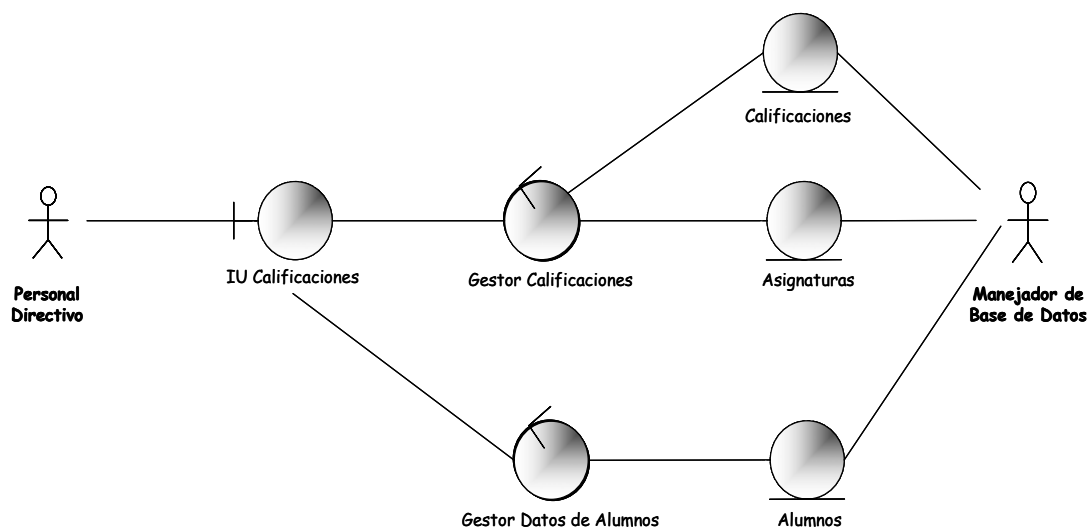 Calificaciones
IU Calificaciones
Gestor Calificaciones
Asignaturas
Personal
Directivo
Manejador de
Base de Datos
Gestor Datos de Alumnos
Alumnos